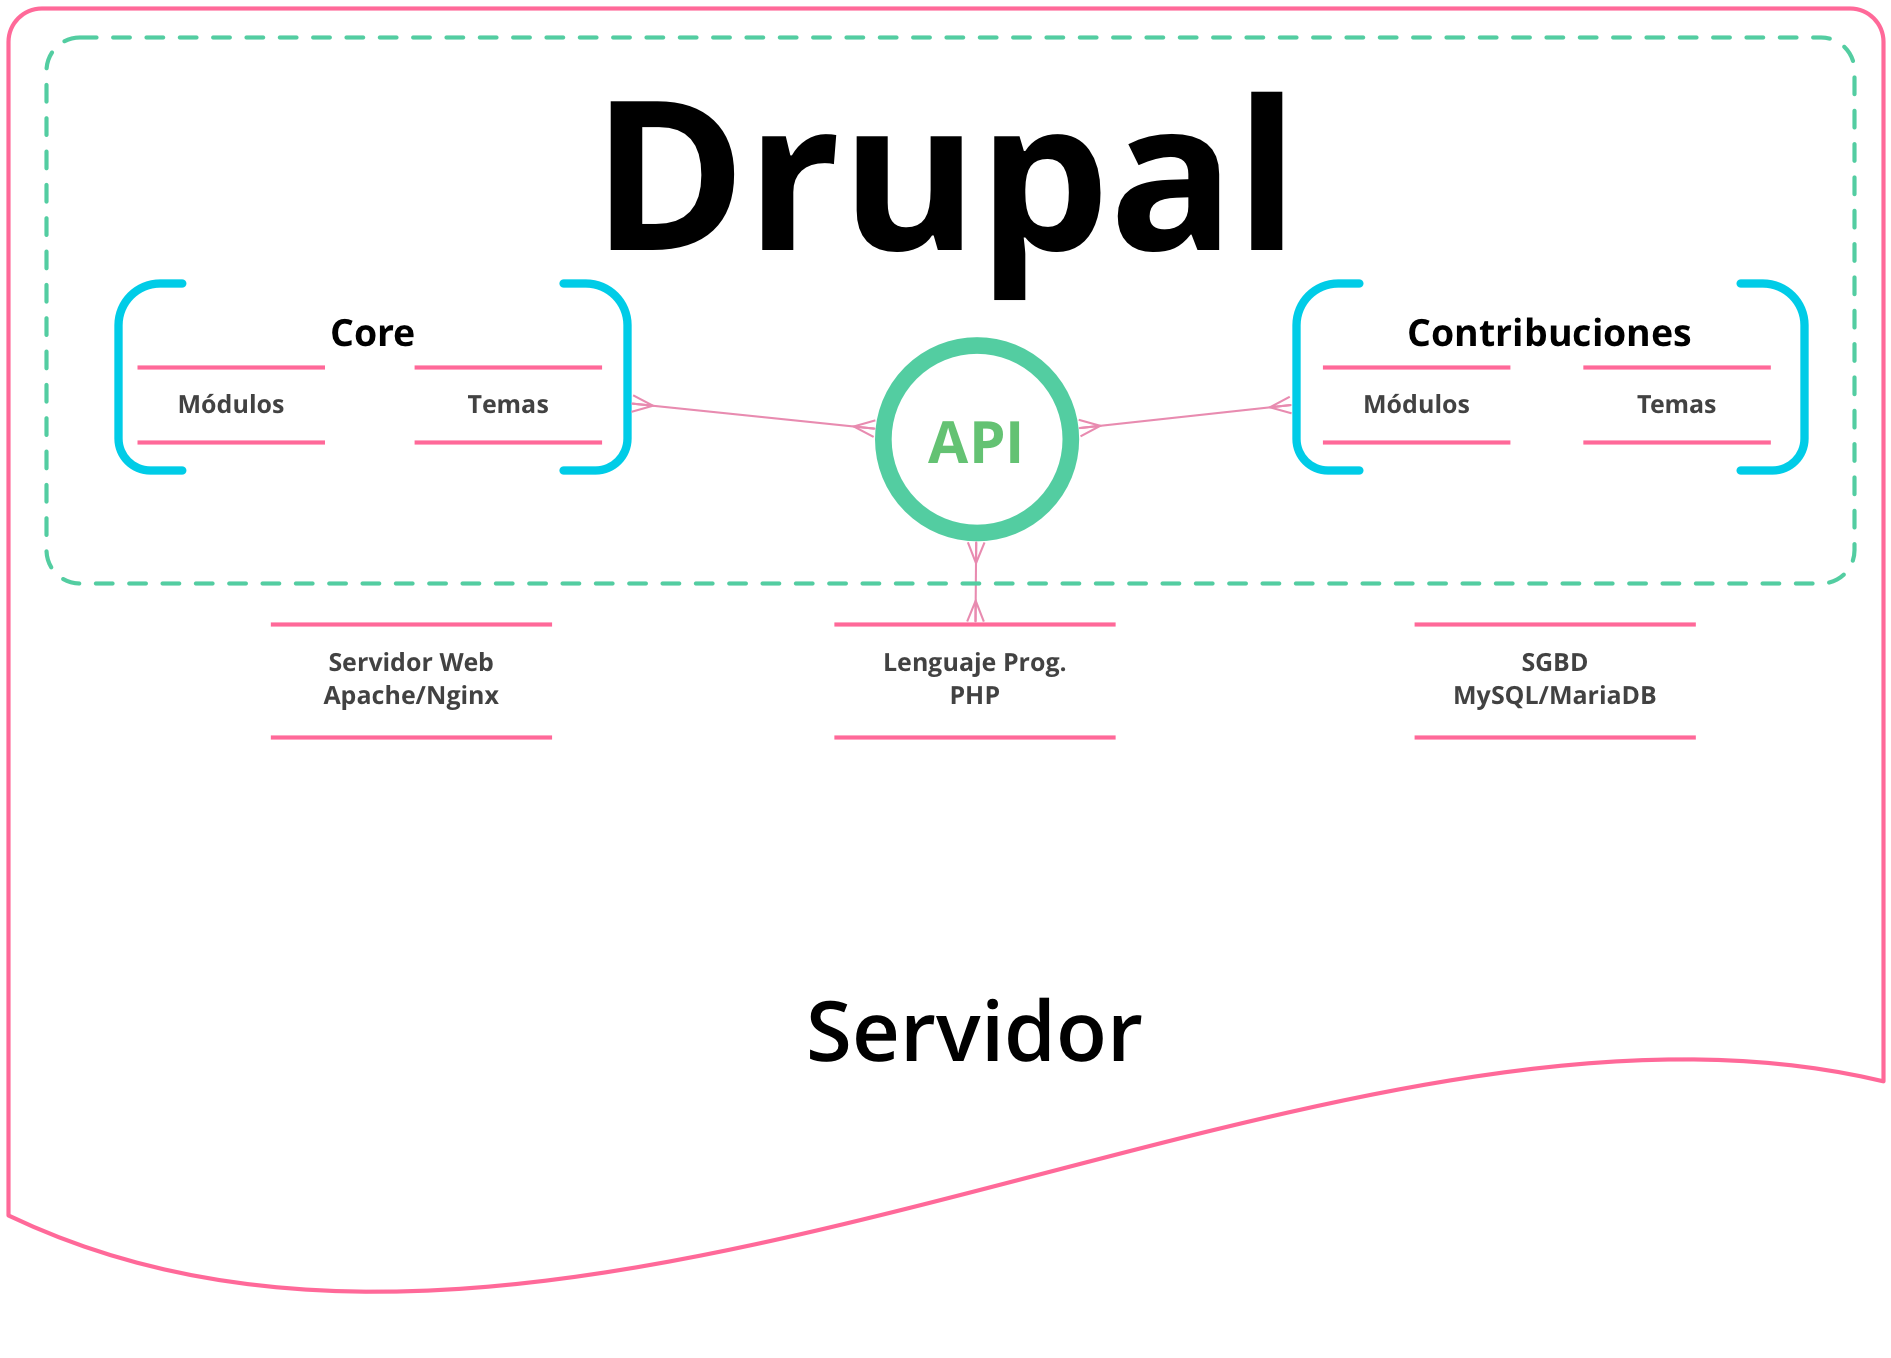 Drupal
Core
Módulos
Temas
API
Contribuciones
Módulos
Temas
Servidor Web
Apache/Nginx
Lenguaje Prog.
PHP
SGBD
MySQL/MariaDB
Servidor